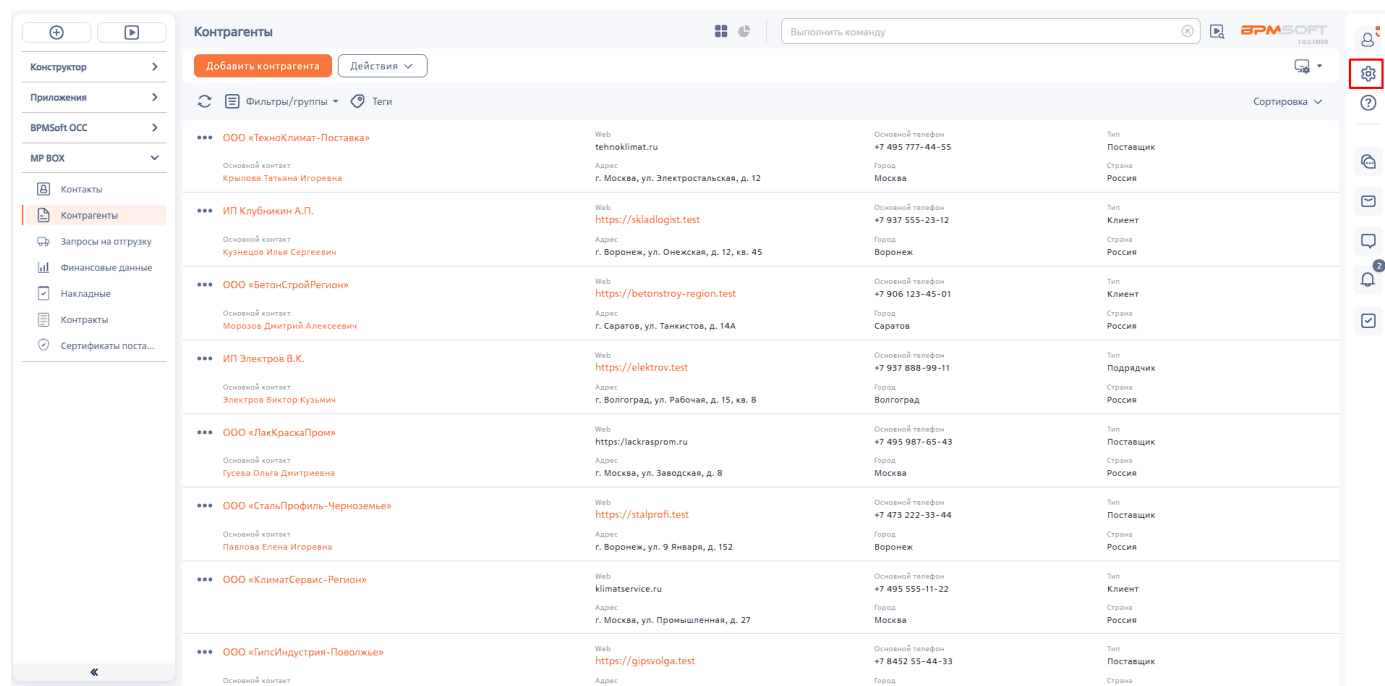 Контрагенты
Выполнить команду
BPMSOFT
1.9.0.14109
Конструктор
Приложения
BPMSoft OCC
МР BOX
Контакты
Контрагенты
Запросы на отгрузку
Финансовые данные
Накладные
Контракты
Сертификаты поста...
Добавить контрагента
Действия
Фильтры/группы
Теги
Сортировка
2
ООО «ТехноКлимат-Поставка»
Web
tehnoklimat.ru
Основной телефон
+7 495 777-44-55
Тип
Поставщик
Основной контакт
Крылова Татьяна Игоревна
Адрес
г. Москва, ул. Электростальская, д. 12
Город
Москва
Страна
Россия
ИП Клубникин А.П.
Web
https://skladlogist.test
Основной телефон
+7 937 555-23-12
Тип
Клиент
Основной контакт
Кузнецов Илья Сергеевич
Адрес
г. Воронеж, ул. Онежская, д. 12, кв. 45
Город
Воронеж
Страна
Россия
ООО «БетонСтройРегион»
Web
https://betonstroy-region.test
Основной телефон
+7 906 123-45-01
Тип
Клиент
Основной контакт
Морозов Дмитрий Алексеевич
Адрес
г. Саратов, ул. Танкистов, д. 14А
Город
Саратов
Страна
Россия
ИП Электров В.К.
Web
https://elektrov.test
Основной телефон
+7 937 888-99-11
Тип
Подрядчик
Основной контакт
Электров Виктор Кузьмич
Адрес
г. Волгоград, ул. Рабочая, д. 15, кв. 8
Город
Волгоград
Страна
Россия
ООО «ЛакКраскаПром»
Web
https:/lackrasprom.ru
Основной телефон
+7 495 987-65-43
Тип
Поставщик
Основной контакт
Гусева Ольга Дмитриевна
Адрес
г. Москва, ул. Заводская, д. 8
Город
Москва
Страна
Россия
ООО «СтальПрофиль-Черноземье»
Web
https://stalprofi.test
Основной телефон
+7 473 222-33-44
Тип
Поставщик
Основной контакт
Павлова Елена Игоревна
Адрес
г. Воронеж, ул. 9 Января, д. 152
Город
Воронеж
Страна
Россия
ООО «КлиматСервис-Регион»
Web
klimatservice.ru
Основной телефон
+7 495 555-11-22
Тип
Клиент
Адрес
г. Москва, ул. Промышленная, д. 27
Город
Москва
Страна
Россия
ООО «ГипсИндустрия-Поволжье»
Web
https://gipsvolga.test
Основной телефон
+7 8452 55-44-33
Тип
Поставщик
Основной контакт
Адрес
Город
Страна